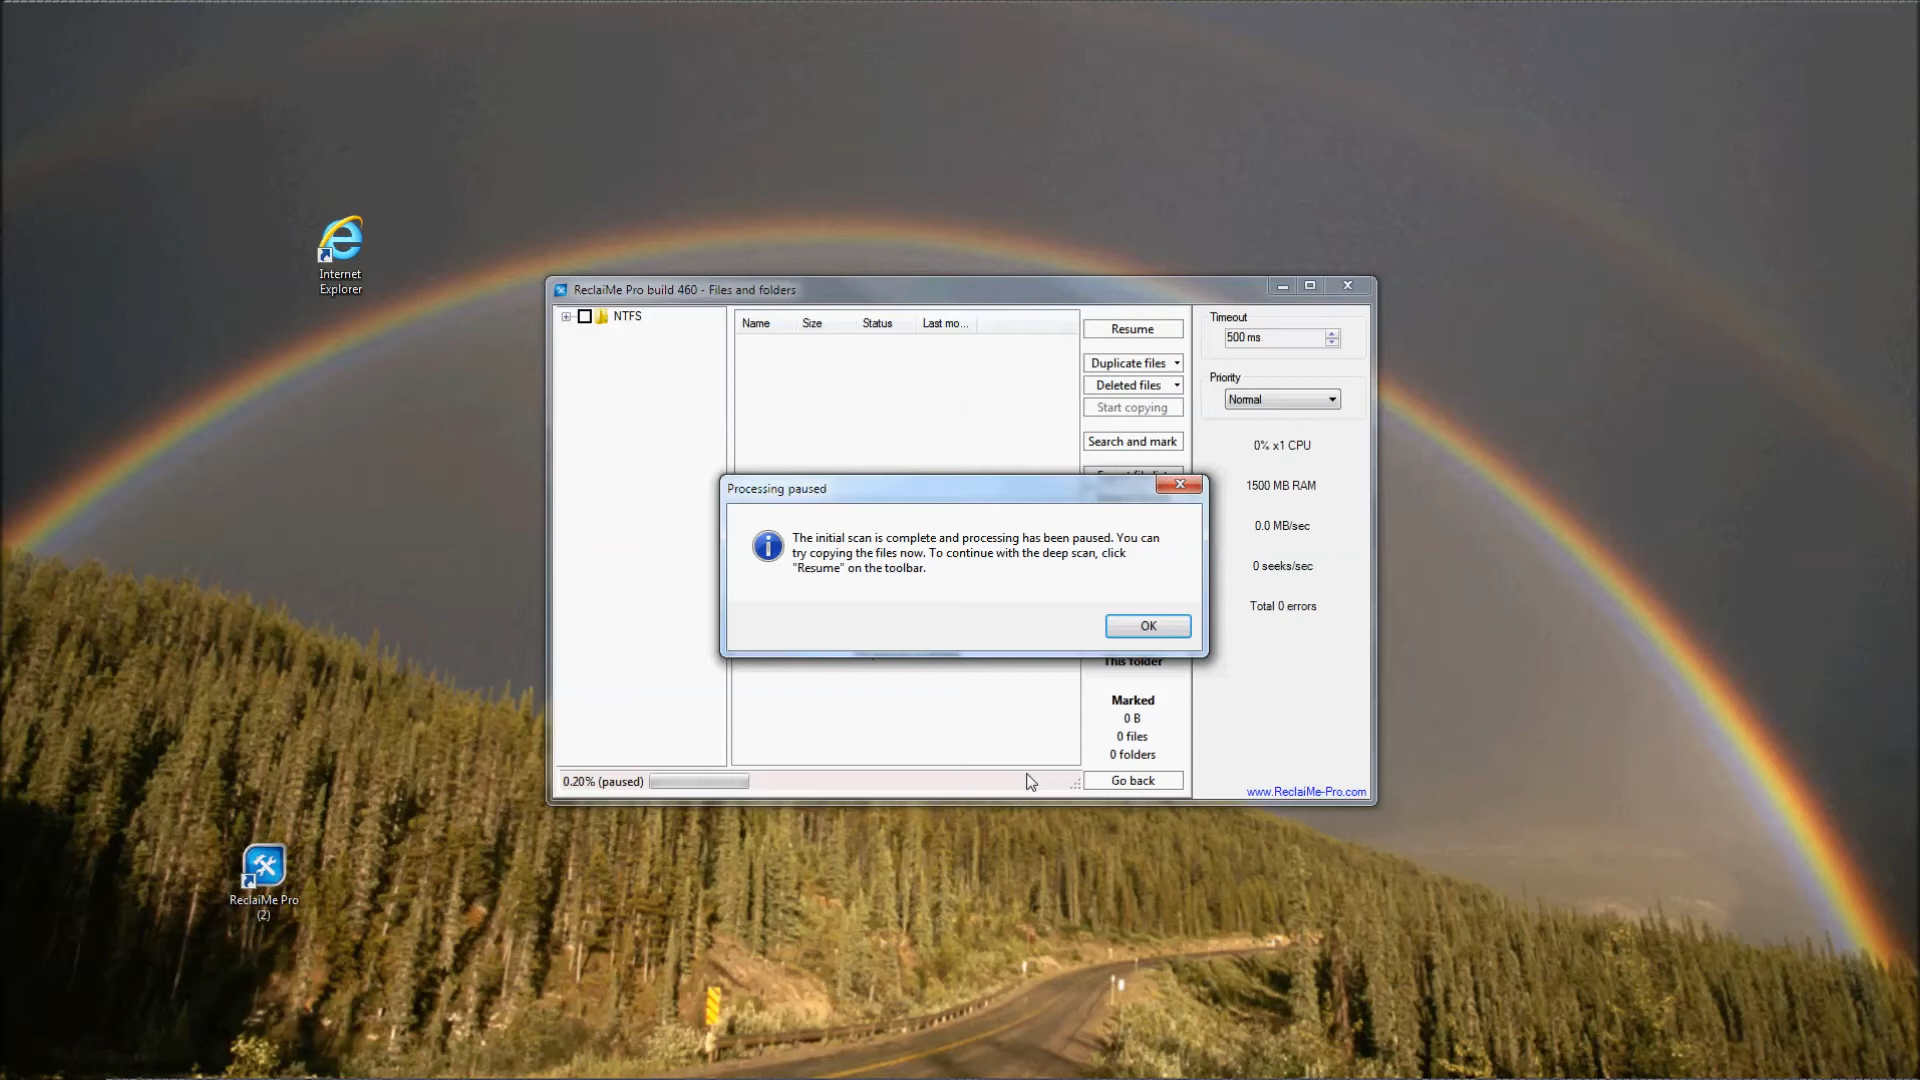 Internet
Explorer
ReclaiMe Pro build 460 - Files and folders
NTFS
Name Size Status Last mo...
Resume
Duplicate files
Deleted files
Start copying
Search and mark
Timeout
500 ms
Priority
Normal
0% x1 CPU
1500 MB RAM
0.0 MB/sec
0 seeks/sec
Total 0 errors
Processing paused
The initial scan is complete and processing has been paused. You can
try copying the files now. To continue with the deep scan, click
"Resume" on the toolbar.
OK
This folder
Marked
0 B
0 files
0 folders
0.20% (paused)
Go back
www.ReclaiMe-Pro.com
ReclaiMe Pro
(2)